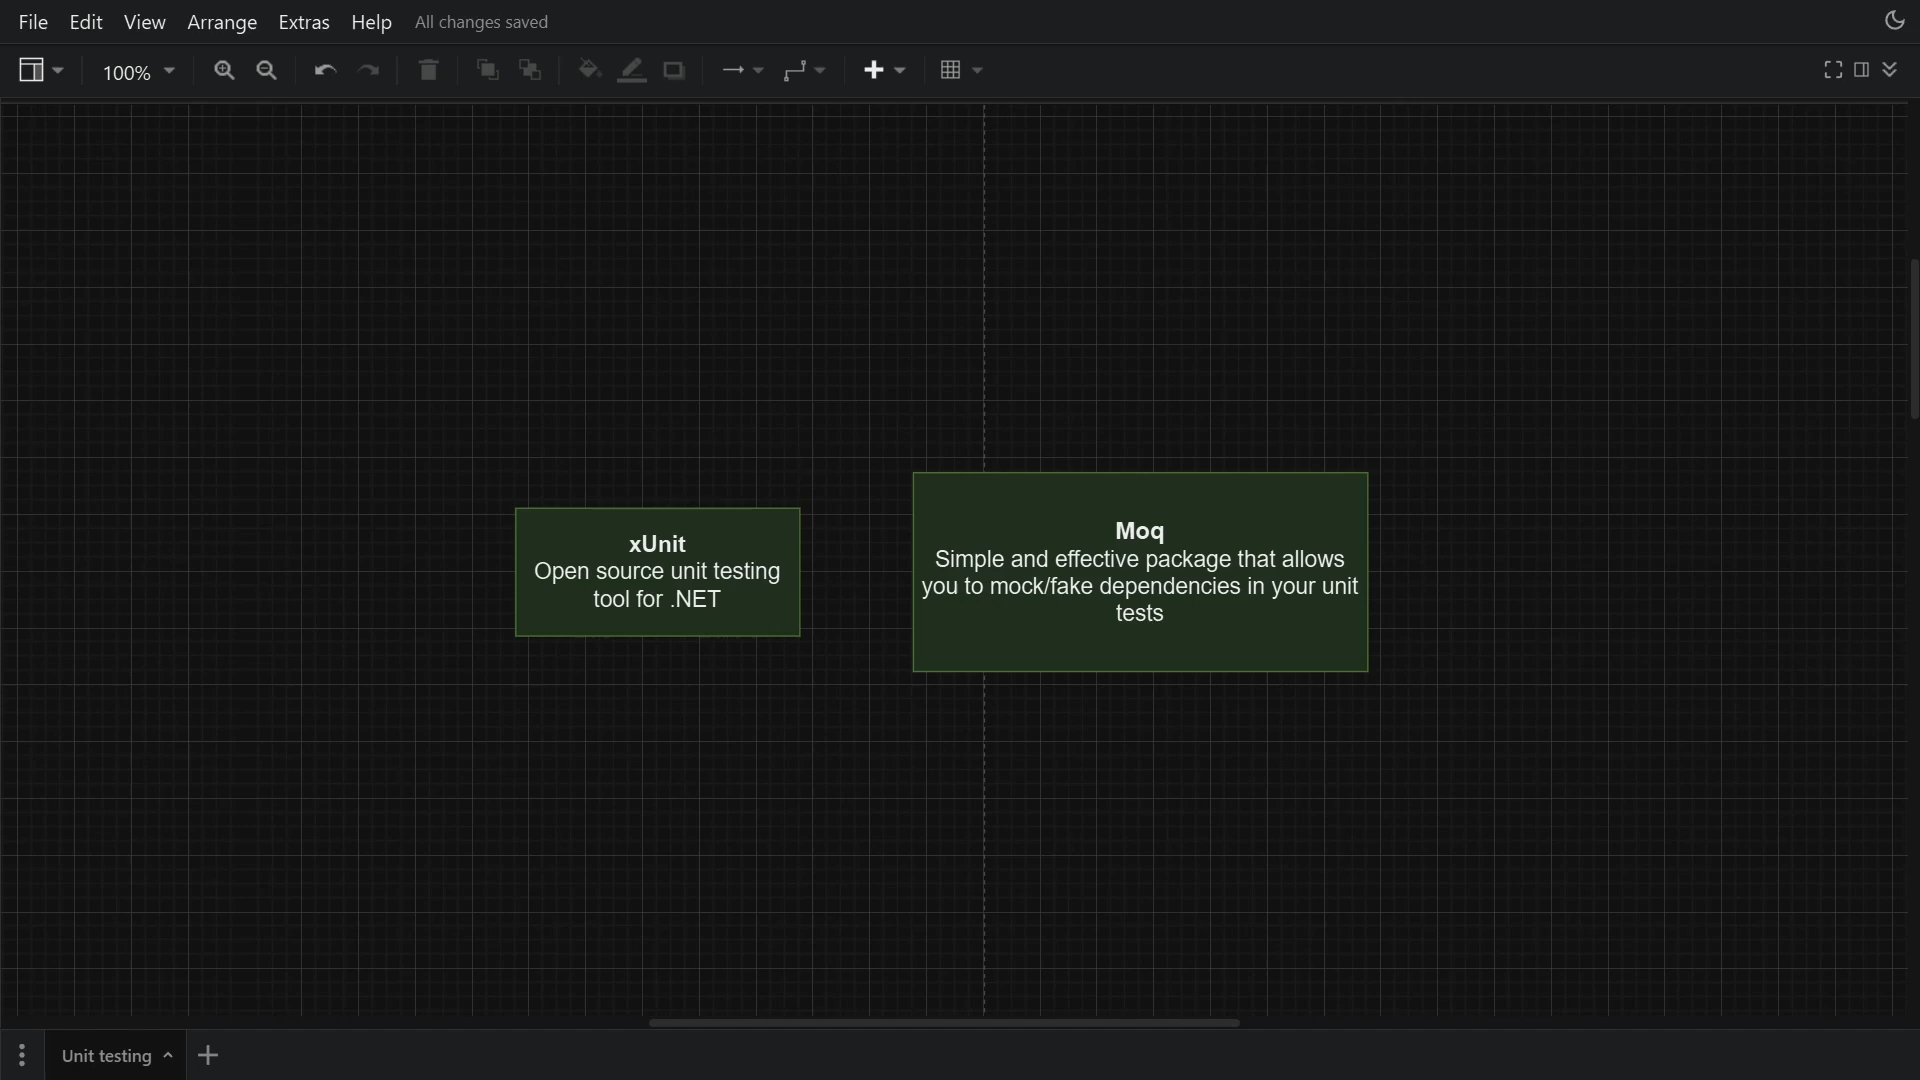 File Edit View Arrange Extras Help All changes saved
100%
xUnit
Open source unit testing
tool for .NET
Moq
Simple and effective package that allows
you to mock/fake dependencies in your unit
tests
Unit testing